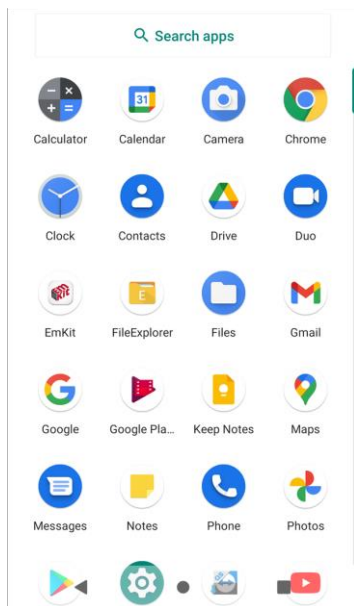 Search apps
31
Calculator Calendar Camera Chrome
Clock Contacts Drive Duo
E
EmKit FileExplorer Files Gmail
Google Google Pla... Keep Notes Maps
Messages Notes Phone Photos